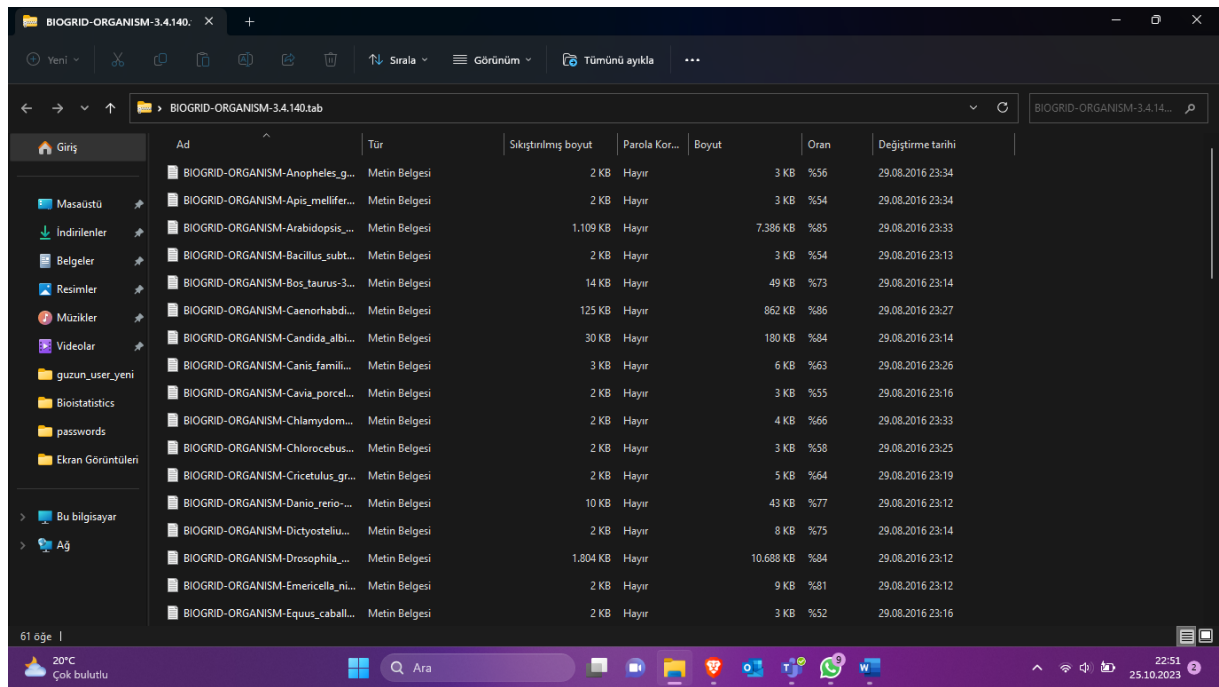 BIOGRID-ORGANISM-3.4.140.
Yeni
Sırala
Görünüm
Tümünü ayıkla
BIOGRID-ORGANISM-3.4.140.tab
BIOGRID-ORGANISM-3.4.14...
Giriş
Masaüstü
İndirilenler
Belgeler
Resimler
Müzikler
Videolar
guzun_user_yeni
Bioistatistics
passwords
Ekran Görüntüleri
Bu bilgisayar
Ağ
Ad Tür Sıkıştırılmış boyut Parola Kor... Boyut Oran Değiştirme tarihi
BIOGRID-ORGANISM-Anopheles_g... Metin Belgesi 2 KB Hayır 3 KB %56 29.08.2016 23:34
BIOGRID-ORGANISM-Apis_mellifer... Metin Belgesi 2 KB Hayır 3 KB %54 29.08.2016 23:34
BIOGRID-ORGANISM-Arabidopsis_... Metin Belgesi 1.109 KB Hayır 7.386 KB %85 29.08.2016 23:33
BIOGRID-ORGANISM-Bacillus_subt... Metin Belgesi 2 KB Hayır 3 KB %54 29.08.2016 23:13
BIOGRID-ORGANISM-Bos_taurus-3... Metin Belgesi 14 KB Hayır 49 KB %73 29.08.2016 23:14
BIOGRID-ORGANISM-Caenorhabdi... Metin Belgesi 125 KB Hayır 862 KB %86 29.08.2016 23:27
BIOGRID-ORGANISM-Candida_albi... Metin Belgesi 30 KB Hayır 180 KB %84 29.08.2016 23:14
BIOGRID-ORGANISM-Canis_famili... Metin Belgesi 3 KB Hayır 6 KB %63 29.08.2016 23:26
BIOGRID-ORGANISM-Cavia_porcel... Metin Belgesi 2 KB Hayır 3 KB %55 29.08.2016 23:16
BIOGRID-ORGANISM-Chlamydom... Metin Belgesi 2 KB Hayır 4 KB %66 29.08.2016 23:33
BIOGRID-ORGANISM-Chlorocebus... Metin Belgesi 2 KB Hayır 3 KB %58 29.08.2016 23:25
BIOGRID-ORGANISM-Cricetulus_gr... Metin Belgesi 2 KB Hayır 5 KB %64 29.08.2016 23:19
BIOGRID-ORGANISM-Danio_rerio-... Metin Belgesi 10 KB Hayır 43 KB %77 29.08.2016 23:12
BIOGRID-ORGANISM-Dictyosteliu... Metin Belgesi 2 KB Hayır 8 KB %75 29.08.2016 23:14
BIOGRID-ORGANISM-Drosophila_... Metin Belgesi 1.804 KB Hayır 10.688 KB %84 29.08.2016 23:12
BIOGRID-ORGANISM-Emericella_ni... Metin Belgesi 2 KB Hayır 9 KB %81 29.08.2016 23:12
BIOGRID-ORGANISM-Equus_caball... Metin Belgesi 2 KB Hayır 3 KB %52 29.08.2016 23:16
61 öğe
20°C
Çok bulutlu
Ara
9
22:51
25.10.2023
2